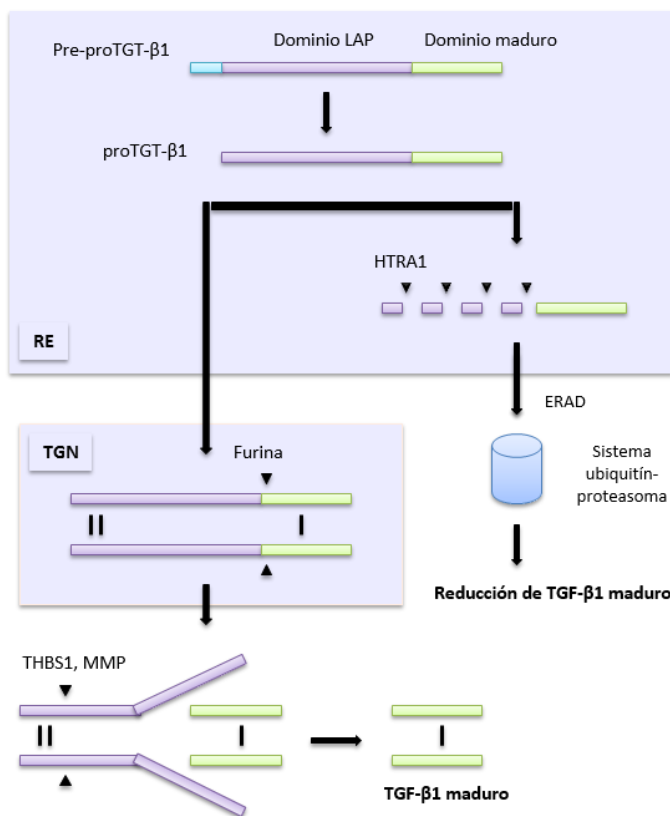 Dominio LAP
Dominio maduro
Pre-proTGT-β1
proTGT-β1
HTRA1
RE
ERAD
TGN
Furina
Sistema
ubiquitín-
proteasoma
Reducción de TGF-β1 maduro
THBS1, MMP
TGF-β1 maduro